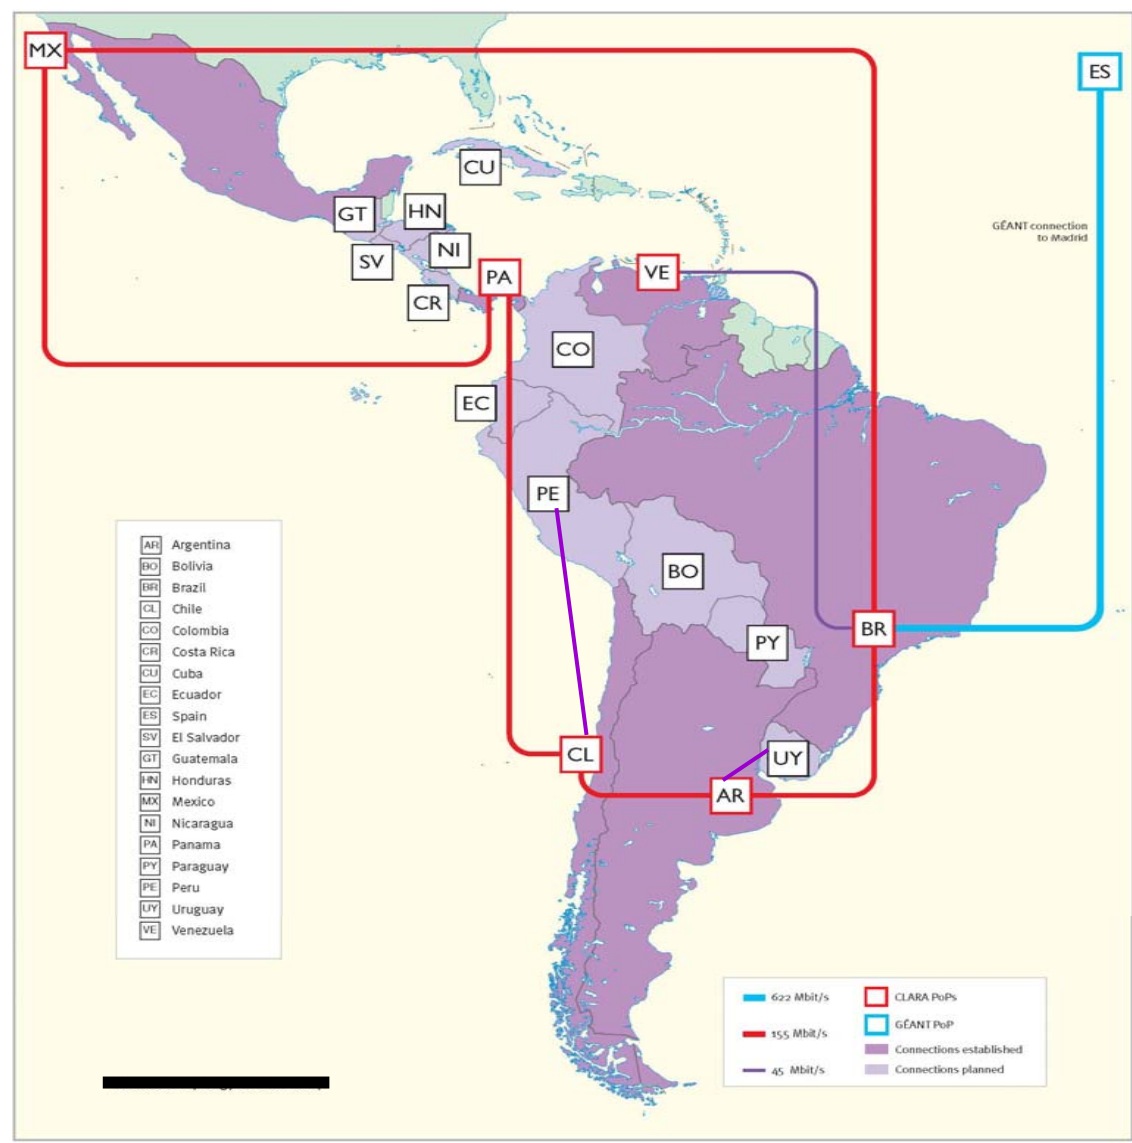 MX
ES
CU
GT
HN
GÉANT connection
to Madrid
NI
SV
PA
VE
CR
CO
EC
PE
BO
BR
PY
CL
UY
AR
AR Argentina
BO Bolivia
BR Brazil
CL Chile
CO Colombia
CR Costa Rica
CU Cuba
EC Ecuador
ES Spain
SV El Salvador
GT Guatemala
HN Honduras
MX Mexico
NI Nicaragua
PA Panama
PY Paraguay
PE Peru
UY Uruguay
VE Venezuela
622 Mbit/s
155 Mbit/s
45 Mbit/s
CLARA PoPs
GÉANT PoP
Connections established
Connections planned